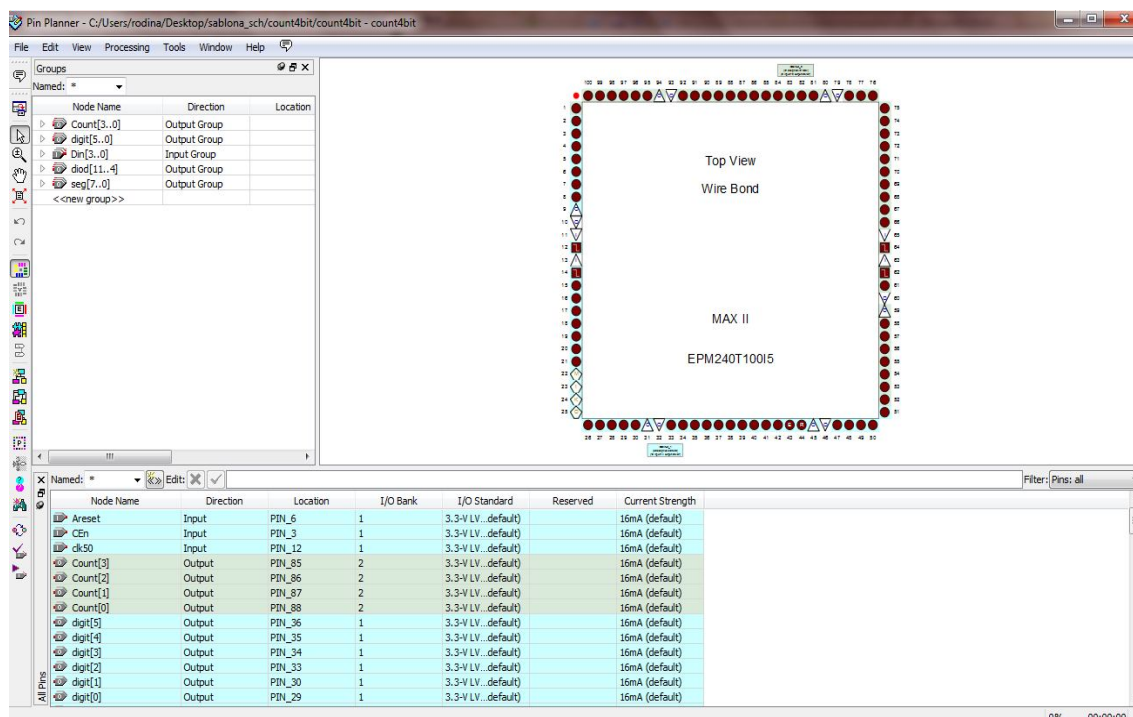 Pin Planner - C:/Users/rodina/Desktop/sablona_sch/count4bit/count4bit - count4bit
File Edit View Processing Tools Window Help
Groups
Named: *
Node Name Direction Location
Count[3..0] Output Group
digit[5..0] Output Group
Din[3..0] Input Group
diod[11..4] Output Group
seg[7..0] Output Group
<<new group>>
Top View
Wire Bond
MAX II
EPM240T100I5
Named: * Edit: Filter: Pins: all
Node Name Direction Location I/O Bank I/O Standard Reserved Current Strength
Areset Input PIN_6 1 3.3-V LV...default) 16mA (default)
CEn Input PIN_3 1 3.3-V LV...default) 16mA (default)
clk50 Input PIN_12 1 3.3-V LV...default) 16mA (default)
Count[3] Output PIN_85 2 3.3-V LV...default) 16mA (default)
Count[2] Output PIN_86 2 3.3-V LV...default) 16mA (default)
Count[1] Output PIN_87 2 3.3-V LV...default) 16mA (default)
Count[0] Output PIN_88 2 3.3-V LV...default) 16mA (default)
digit[5] Output PIN_36 1 3.3-V LV...default) 16mA (default)
digit[4] Output PIN_35 1 3.3-V LV...default) 16mA (default)
digit[3] Output PIN_34 1 3.3-V LV...default) 16mA (default)
digit[2] Output PIN_33 1 3.3-V LV...default) 16mA (default)
digit[1] Output PIN_30 1 3.3-V LV...default) 16mA (default)
digit[0] Output PIN_29 1 3.3-V LV...default) 16mA (default)
All Pins
0% 00:00:00